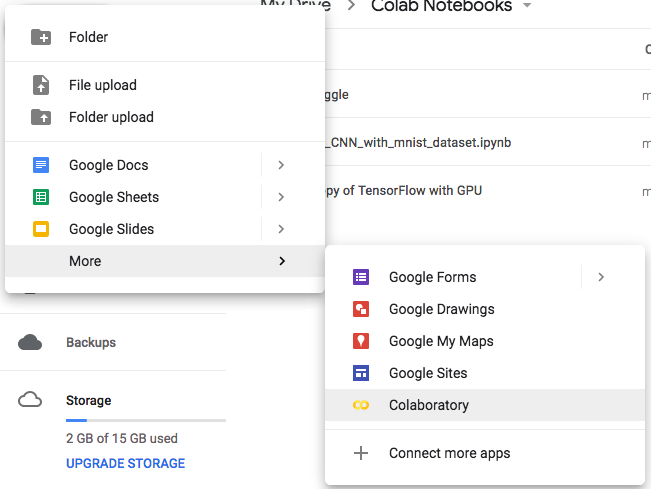 My Drive > Colab Notebooks
Folder
File upload
Folder upload
Google Docs
Google Sheets
Google Slides
More
ggle
_CNN_with_mnist_dataset.ipynb
py of TensorFlow with GPU
Google Forms
Google Drawings
Google My Maps
Google Sites
Colaboratory
Connect more apps
Backups
Storage
2 GB of 15 GB used
UPGRADE STORAGE